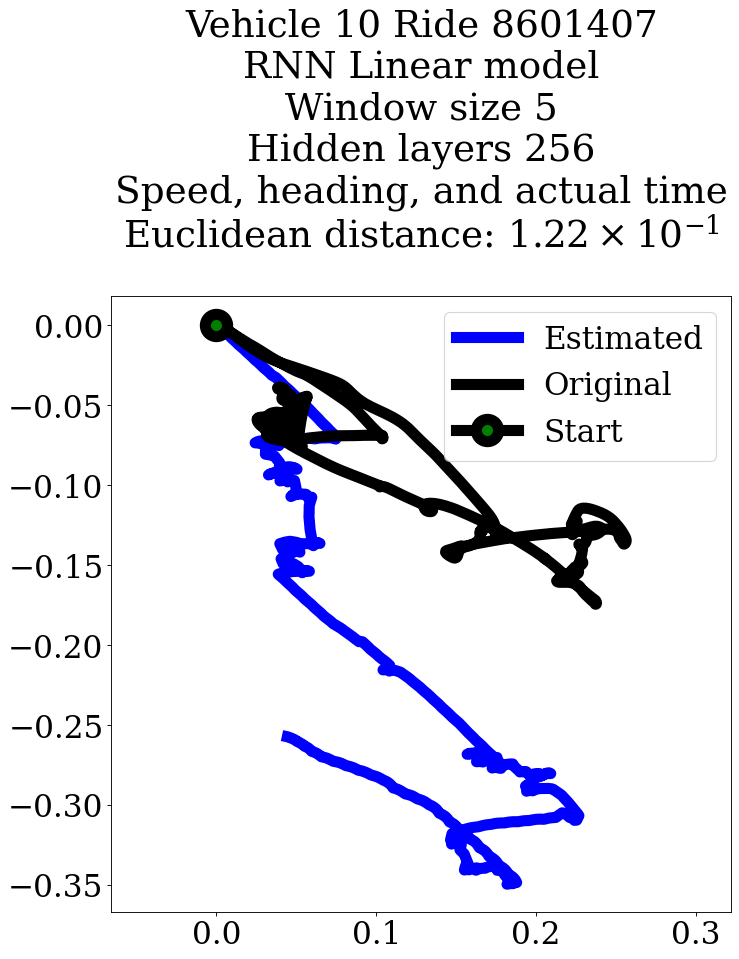 Vehicle 10 Ride 8601407
RNN Linear model
Window size 5
Hidden layers 256
Speed, heading, and actual time
Euclidean distance: 1.22 × 10⁻¹
Estimated
Original
Start
0.00
−0.05
−0.10
−0.15
−0.20
−0.25
−0.30
−0.35
0.0 0.1 0.2 0.3